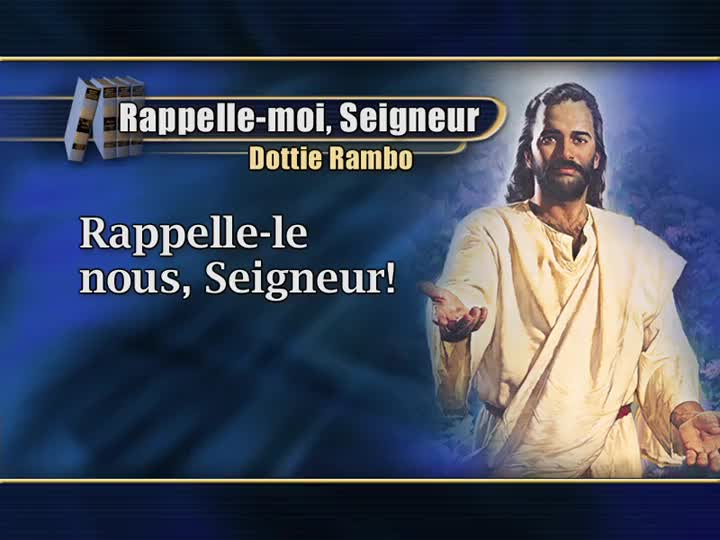 Rappelle-moi, Seigneur
Dottie Rambo
Rappelle-le
nous, Seigneur!